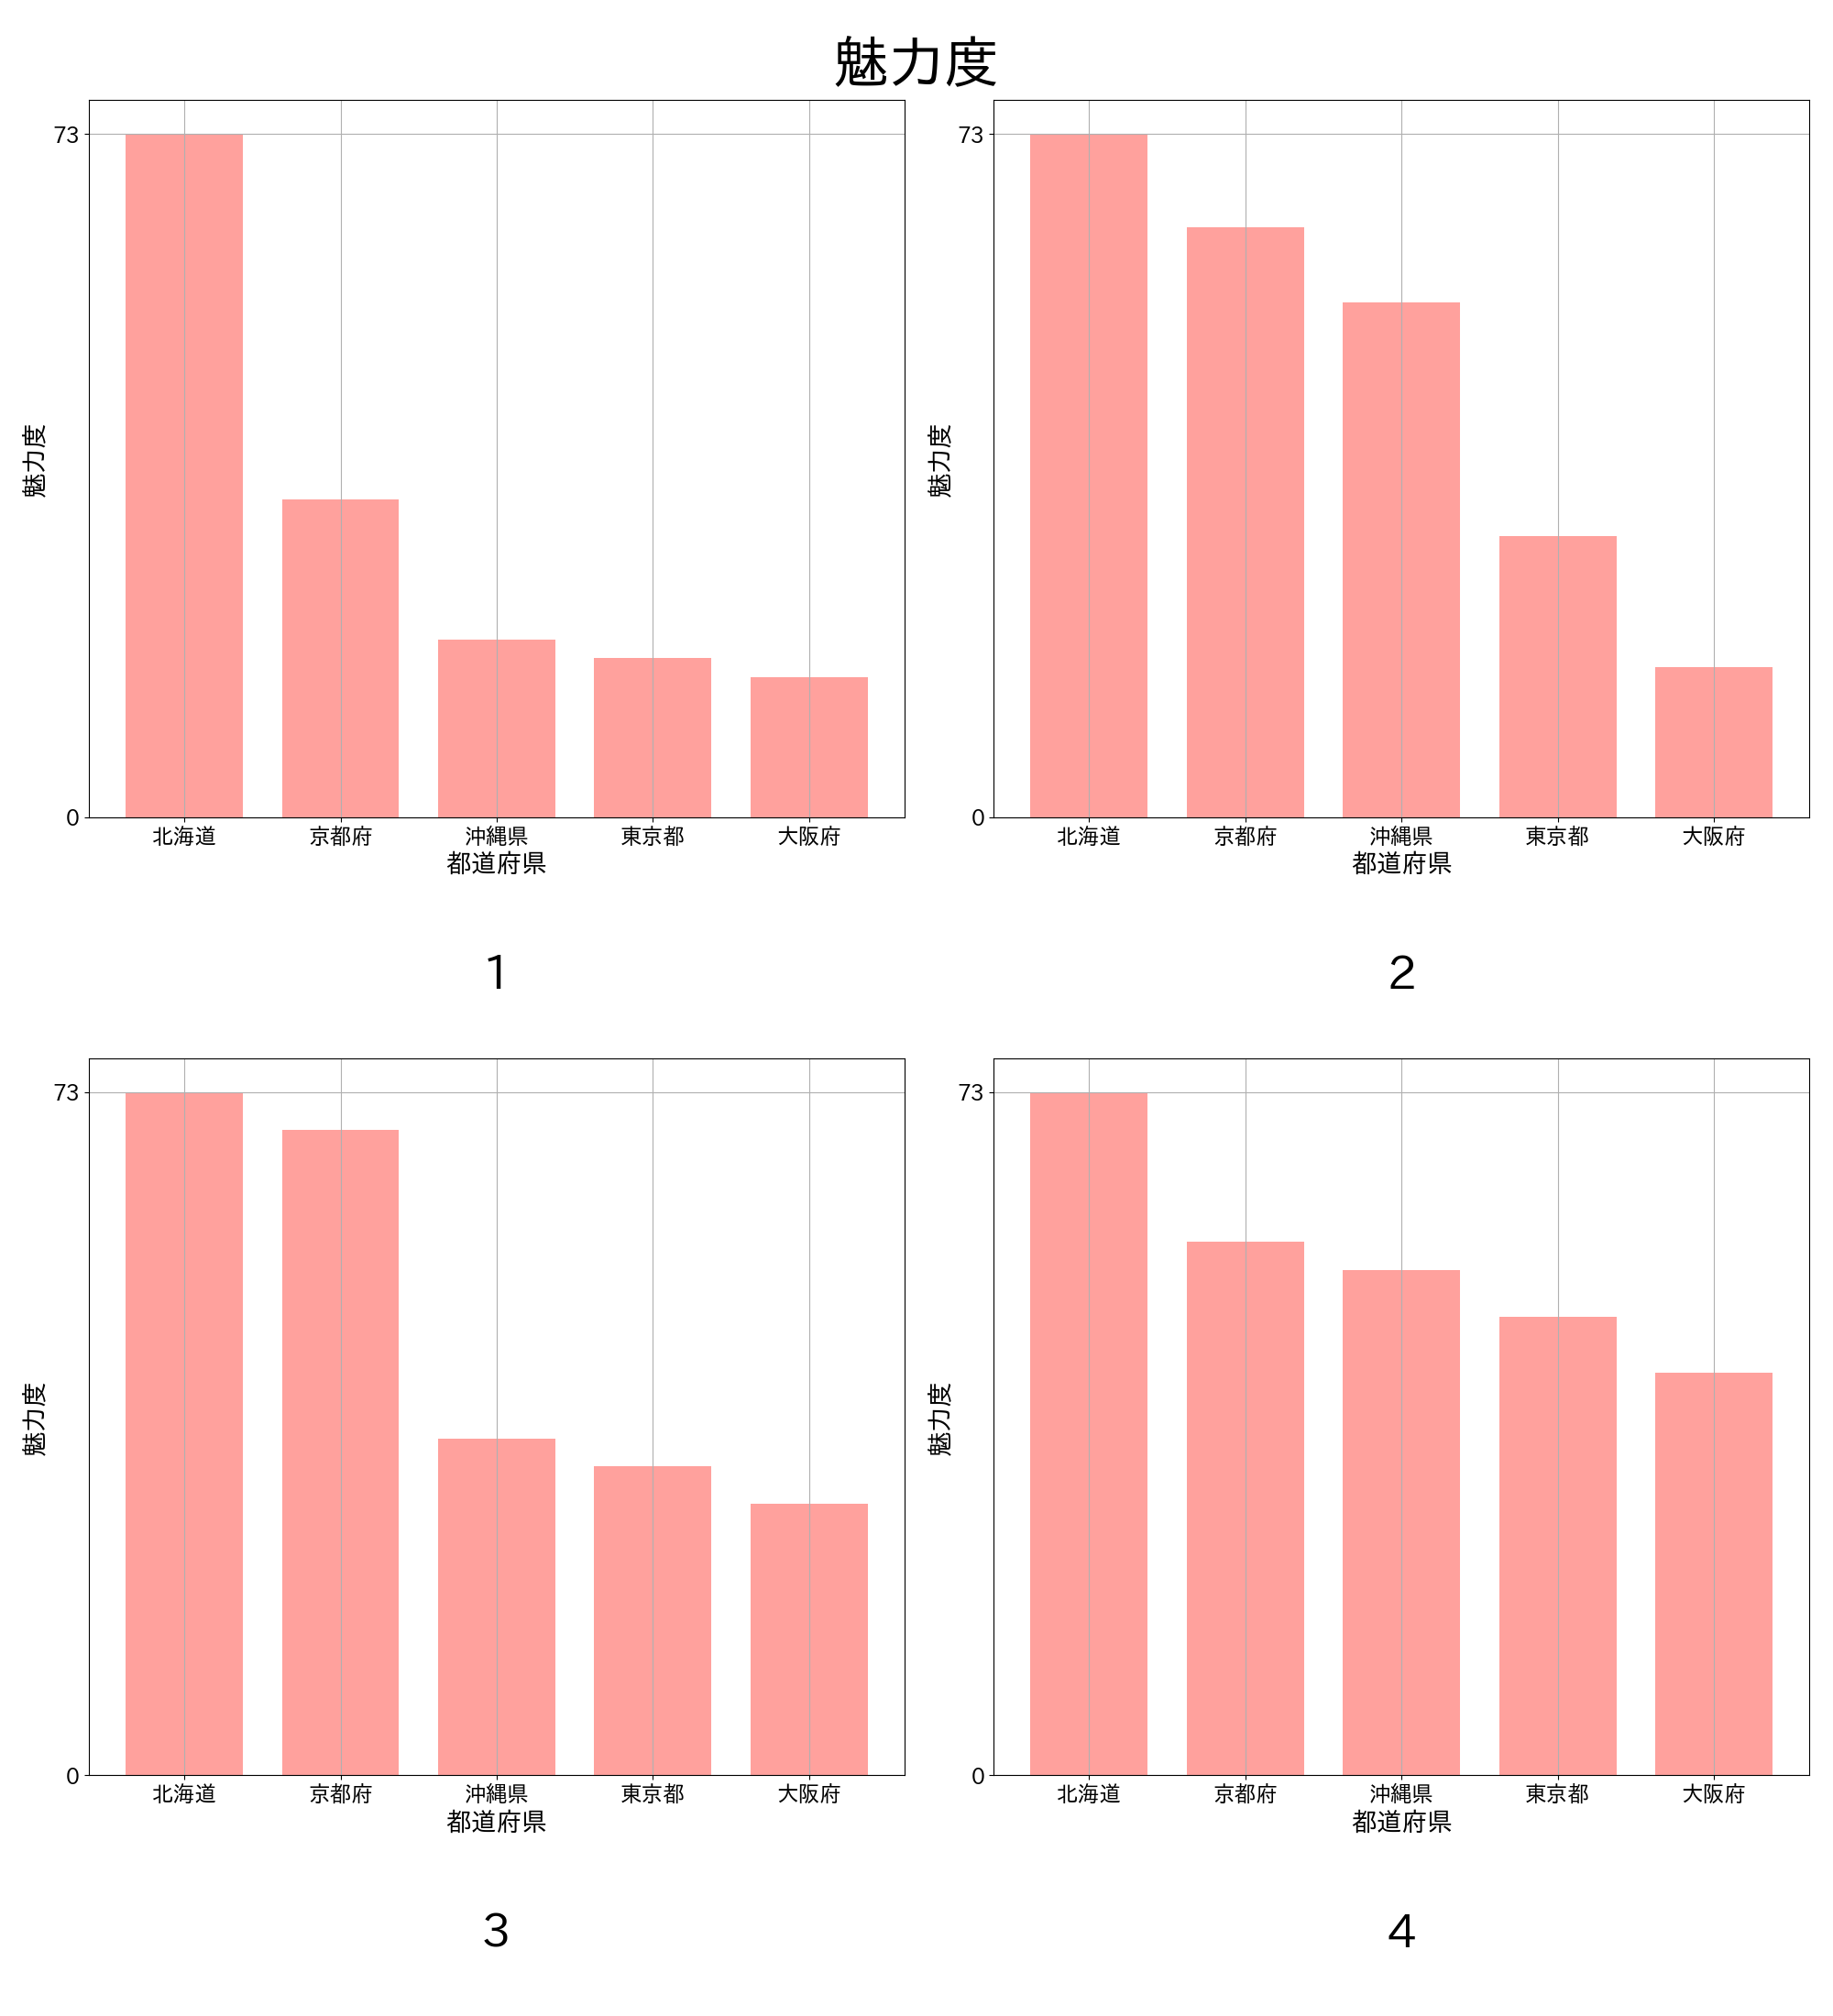 魅力度
73
0
魅力度
北海道 京都府 沖縄県 東京都 大阪府
都道府県
1
73
0
魅力度
北海道 京都府 沖縄県 東京都 大阪府
都道府県
2
73
0
魅力度
北海道 京都府 沖縄県 東京都 大阪府
都道府県
3
73
0
魅力度
北海道 京都府 沖縄県 東京都 大阪府
都道府県
4